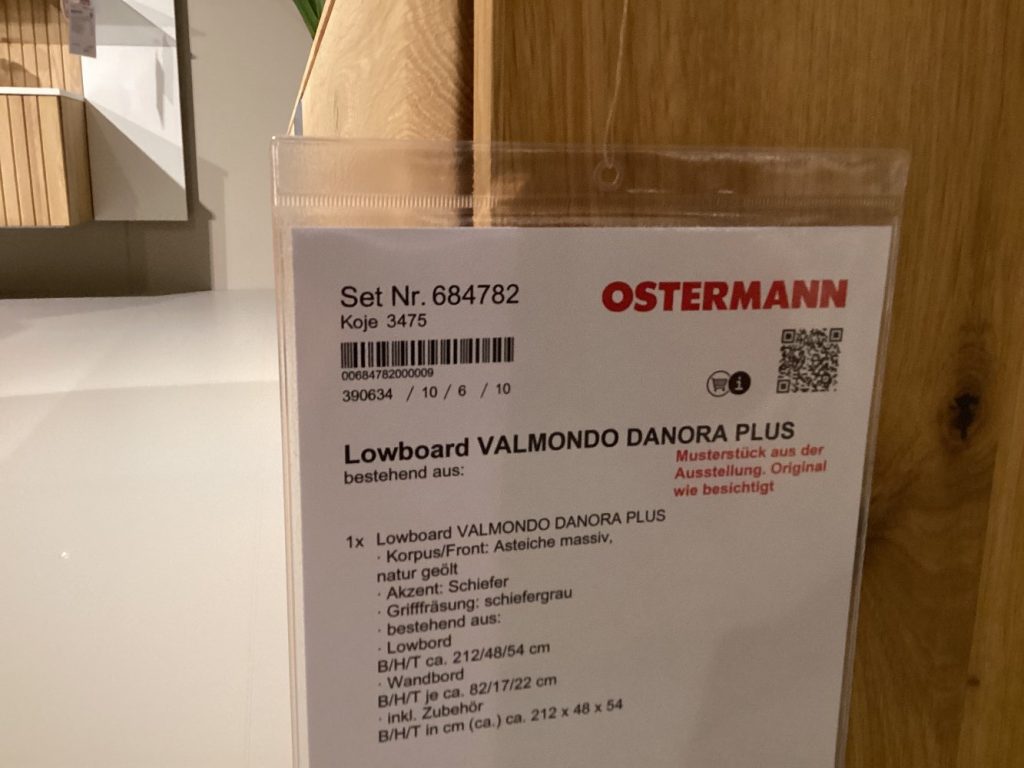 Set Nr. 684782
OSTERMANN
Koje 3475
00684782000009
390634 / 10 / 6 / 10
Lowboard VALMONDO DANORA PLUS
bestehend aus:
Musterstück aus der
Ausstellung. Original
wie besichtigt
1x Lowboard VALMONDO DANORA PLUS
· Korpus/Front: Asteiche massiv,
natur geölt
· Akzent: Schiefer
· Grifffräsung: schiefergrau
· bestehend aus:
· Lowbord
B/H/T ca. 212/48/54 cm
· Wandbord
B/H/T je ca. 82/17/22 cm
· inkl. Zubehör
B/H/T in cm (ca.) ca. 212 x 48 x 54